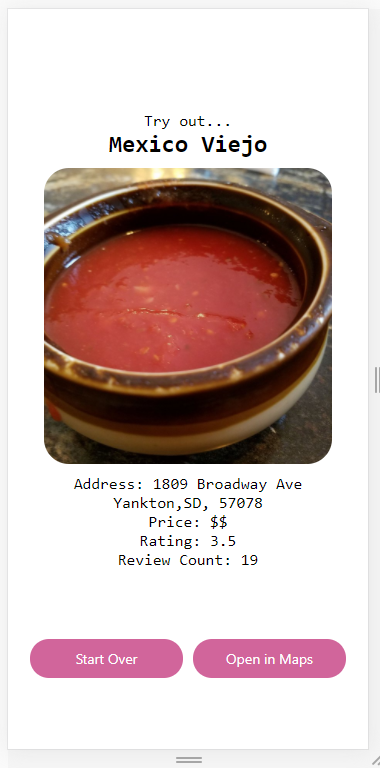 Try out...
Mexico Viejo
Address: 1809 Broadway Ave
Yankton,SD, 57078
Price: $$
Rating: 3.5
Review Count: 19
Start Over
Open in Maps